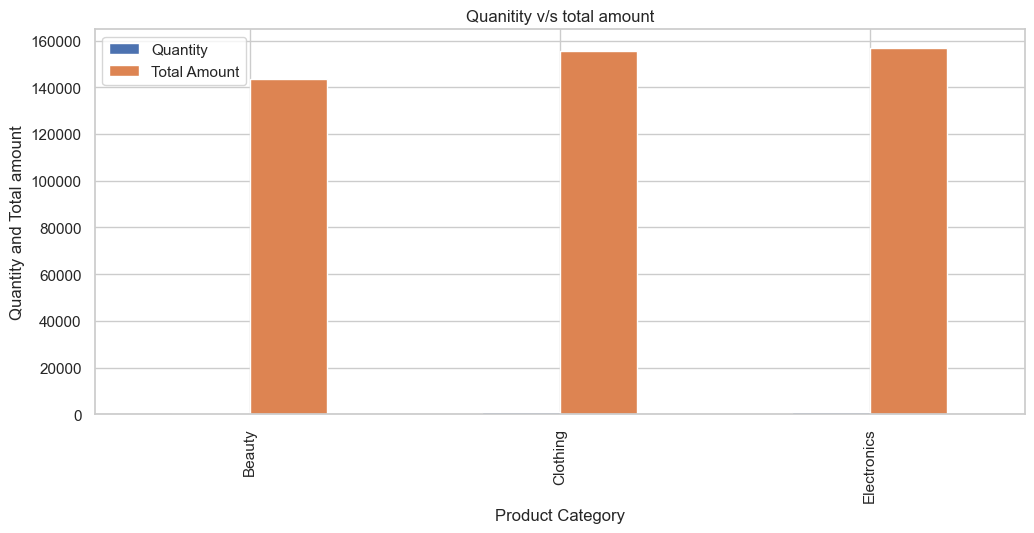 Quanitity v/s total amount
Quantity
Total Amount
Quantity and Total amount
160000
140000
120000
100000
80000
60000
40000
20000
0
Beauty
Clothing
Electronics
Product Category